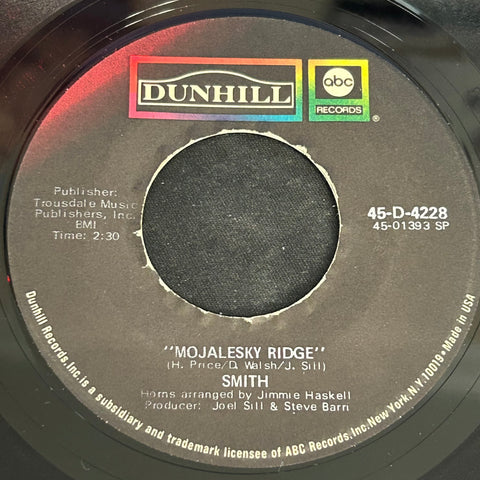 DUNHILL
abc
RECORDS
®
Publisher:
Trousdale Music
Publishers, Inc.
BMI
Time: 2:30
45-D-4228
45-01393 SP
"MOJALESKY RIDGE"
(H. Price/D. Walsh/J. Sill)
SMITH
Horns arranged by Jimmie Haskell
Producer: Joel Sill & Steve Barri
Dunhill Records, Inc. is a subsidiary and trademark licensee of ABC Records, Inc. New York, N.Y. 10019 • Made in USA